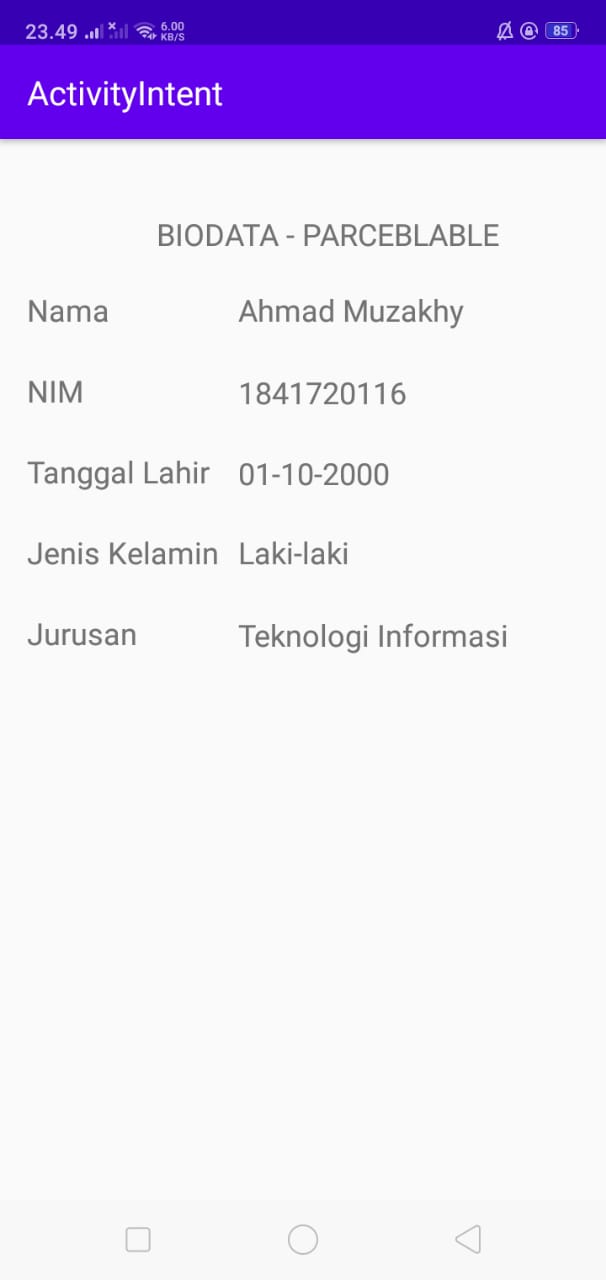 23.49 6.00 KB/S 85
ActivityIntent
BIODATA - PARCEBLABLE
Nama Ahmad Muzakhy
NIM 1841720116
Tanggal Lahir 01-10-2000
Jenis Kelamin Laki-laki
Jurusan Teknologi Informasi